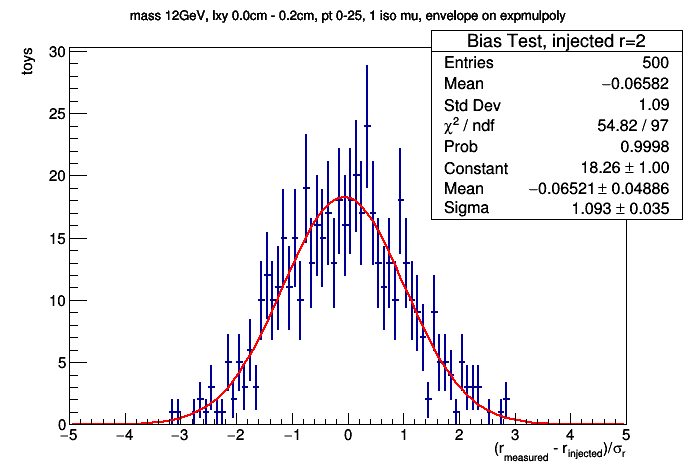 mass 12GeV, lxy 0.0cm - 0.2cm, pt 0-25, 1 iso mu, envelope on expmulpoly
toys
30
25
20
15
10
5
0
Bias Test, injected r=2
Entries 500
Mean −0.06582
Std Dev 1.09
χ² / ndf 54.82 / 97
Prob 0.9998
Constant 18.26 ± 1.00
Mean −0.06521 ± 0.04886
Sigma 1.093 ± 0.035
−5 −4 −3 −2 −1 0 1 2 3 4 5
(r_measured - r_injected)/σ_r